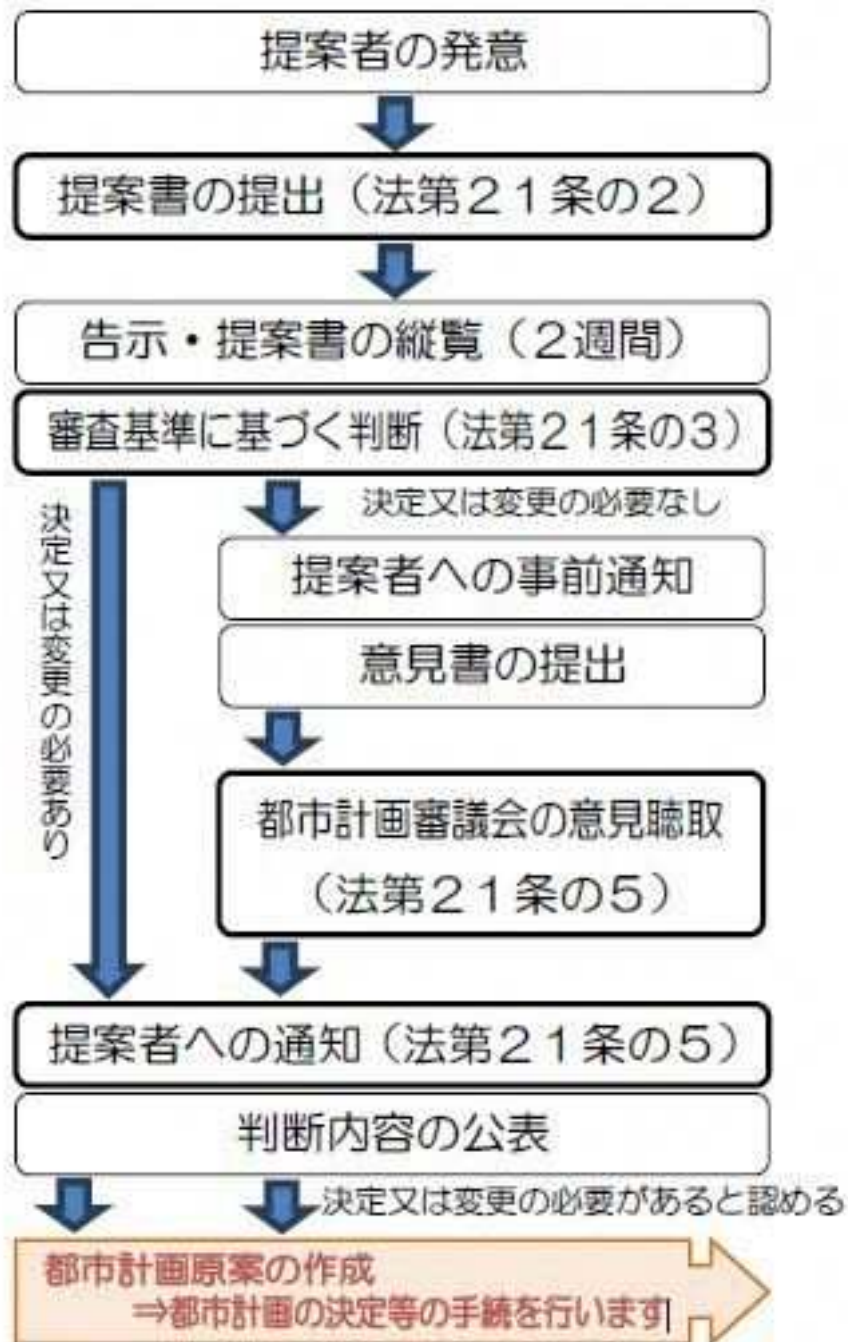 提案者の発意
提案書の提出（法第２１条の２）
告示・提案書の縦覧（２週間）
審査基準に基づく判断（法第２１条の３）
決定又は変更の必要なし
決定又は変更の必要あり
提案者への事前通知
意見書の提出
都市計画審議会の意見聴取
（法第２１条の５）
提案者への通知（法第２１条の５）
判断内容の公表
決定又は変更の必要があると認める
都市計画原案の作成
⇒都市計画の決定等の手続を行います